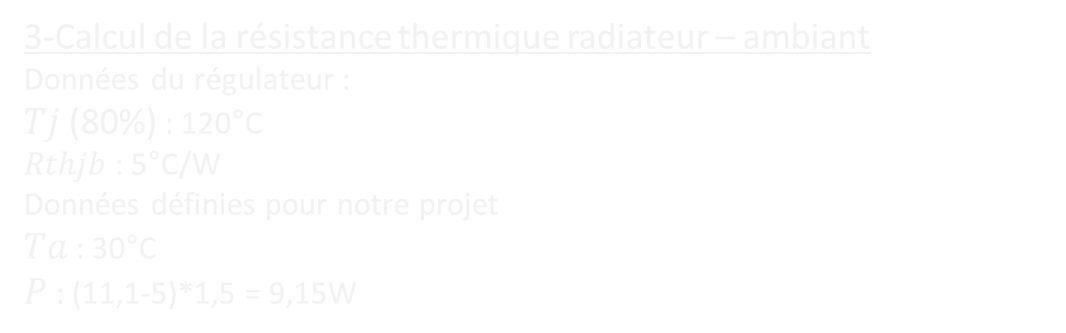 3-Calcul de la résistance thermique radiateur – ambiant
Données du régulateur :
Tj (80%) : 120°C
Rthjb : 5°C/W
Données définies pour notre projet
Ta : 30°C
P : (11,1-5)*1,5 = 9,15W